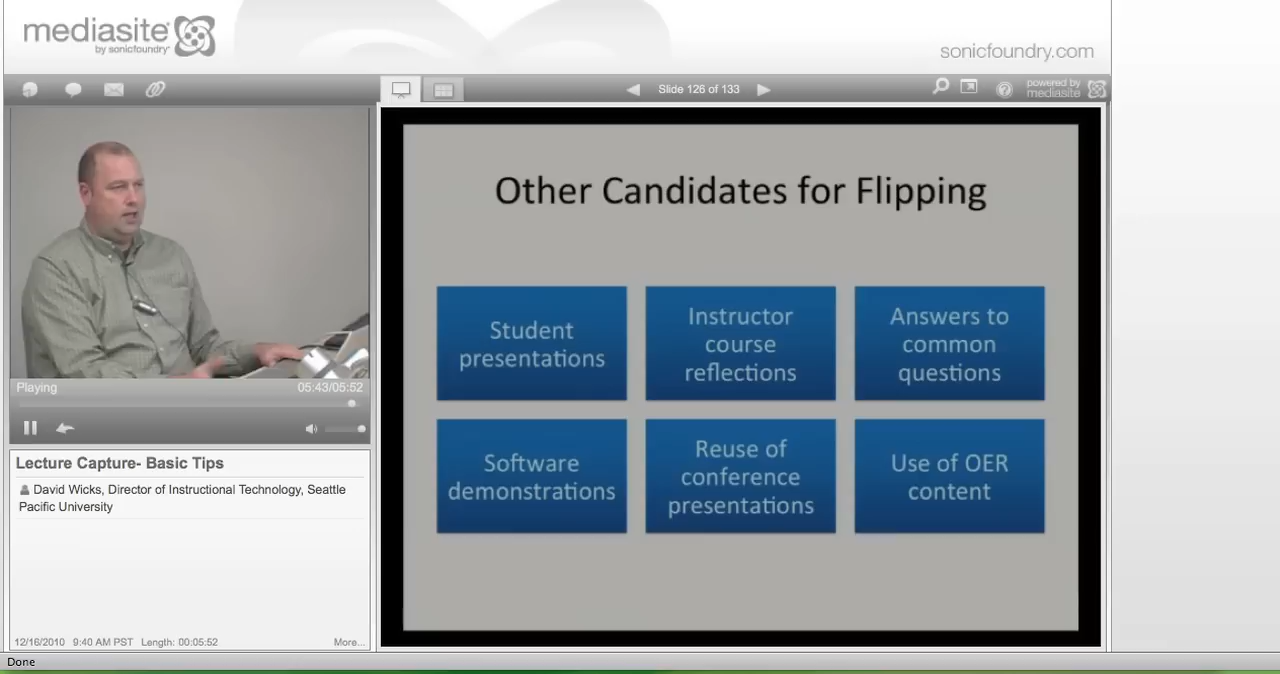 mediasite
by sonicfoundry
sonicfoundry.com
Slide 126 of 133
powered by
mediasite
Other Candidates for Flipping
Student
presentations
Instructor
course
reflections
Answers to
common
questions
Software
demonstrations
Reuse of
conference
presentations
Use of OER
content
Playing
05:43/05:52
Lecture Capture- Basic Tips
David Wicks, Director of Instructional Technology, Seattle
Pacific University
12/16/2010 9:40 AM PST Length: 00:05:52
More...
Done